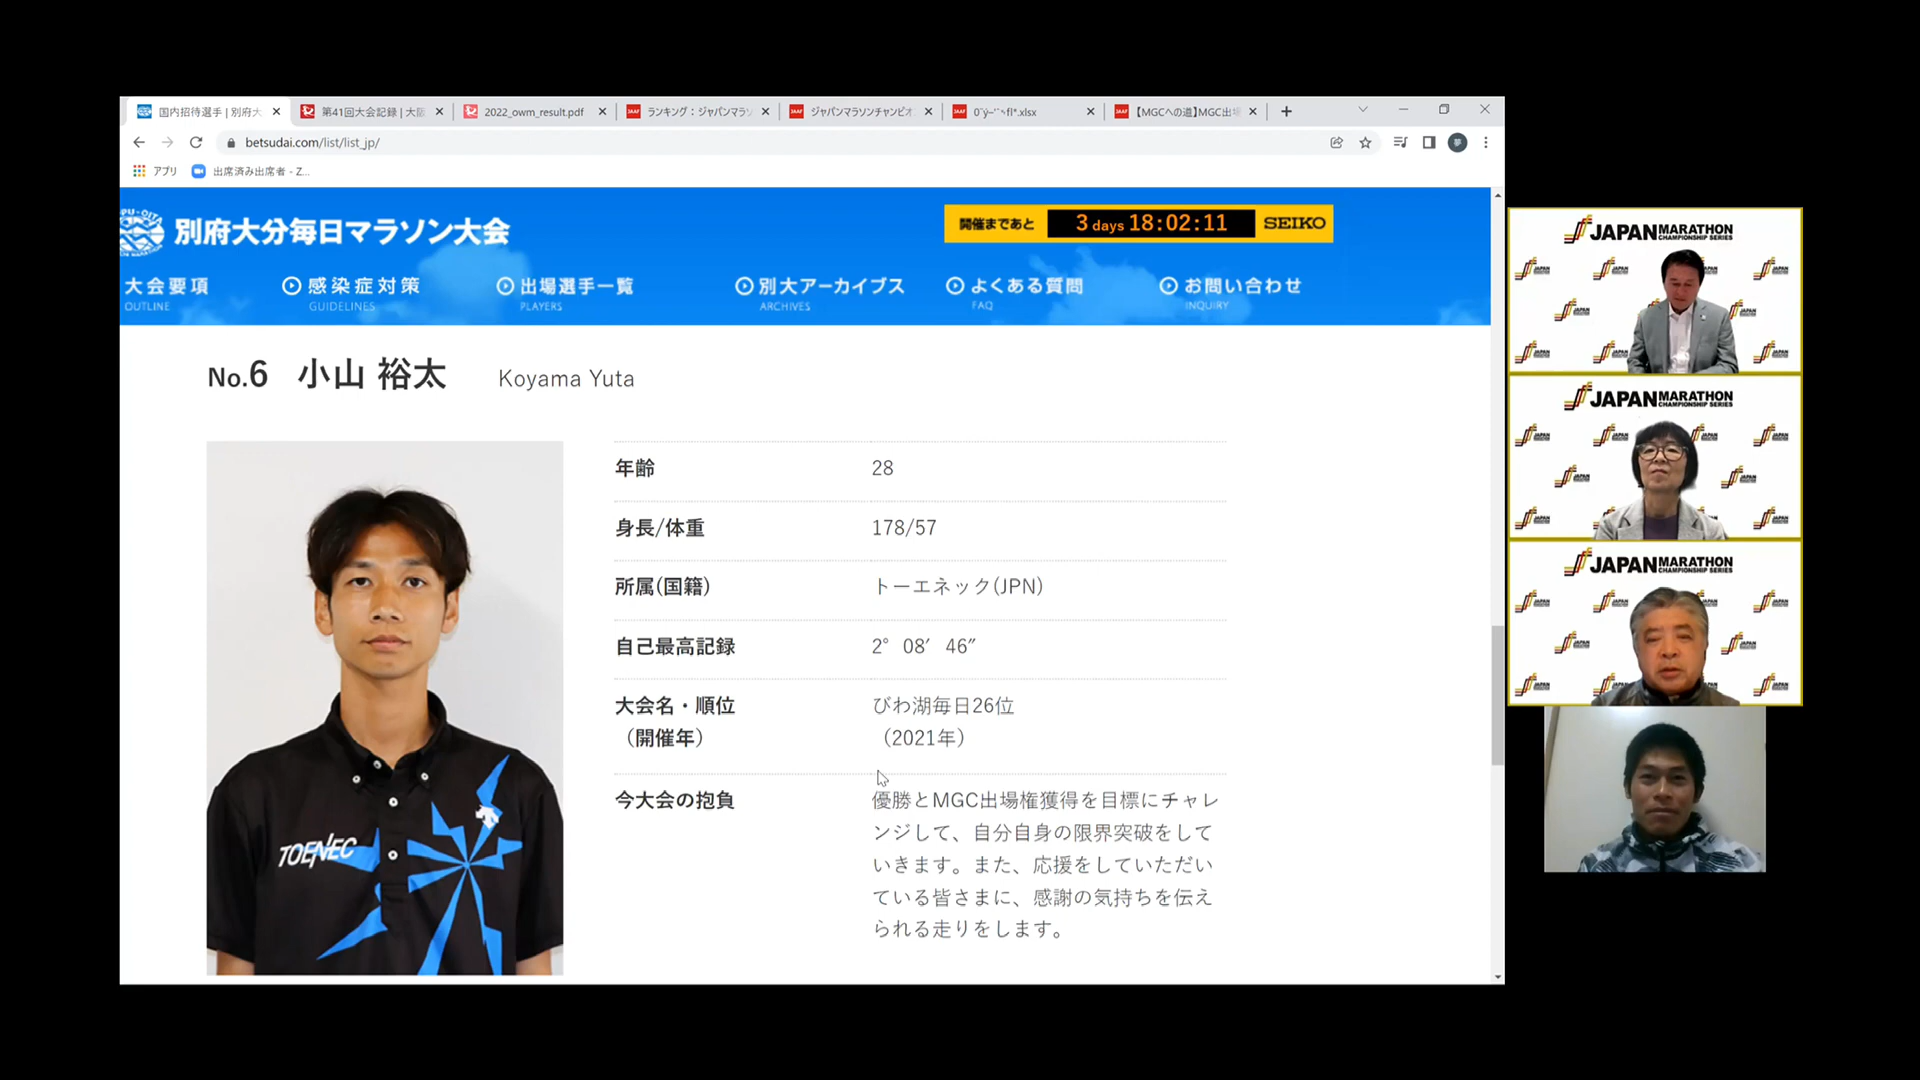 国内招待選手 | 別府大
第41回大会記録 | 大阪
2022_owm_result.pdf
ランキング：ジャパンマラソ
ジャパンマラソンチャンピオ
【MGCへの道】MGC出場
betsudai.com/list/list_jp/
アプリ
出席済み出席者 - Z...
別府大分毎日マラソン大会
開催まであと 3 days 18:02:11 SEIKO
大会要項
OUTLINE
感染症対策
GUIDELINES
出場選手一覧
PLAYERS
別大アーカイブス
ARCHIVES
よくある質問
FAQ
お問い合わせ
INQUIRY
No.6 小山 裕太 Koyama Yuta
TOENEC
年齢 28
身長/体重 178/57
所属(国籍) トーエネック(JPN)
自己最高記録 2°08′46″
大会名・順位 びわ湖毎日26位
（開催年） （2021年）
今大会の抱負 優勝とMGC出場権獲得を目標にチャレ
ンジして、自分自身の限界突破をして
いきます。また、応援をしていただい
ている皆さまに、感謝の気持ちを伝え
られる走りをします。
JAPAN MARATHON
CHAMPIONSHIP SERIES
JAPAN MARATHON
CHAMPIONSHIP SERIES
JAPAN MARATHON
CHAMPIONSHIP SERIES